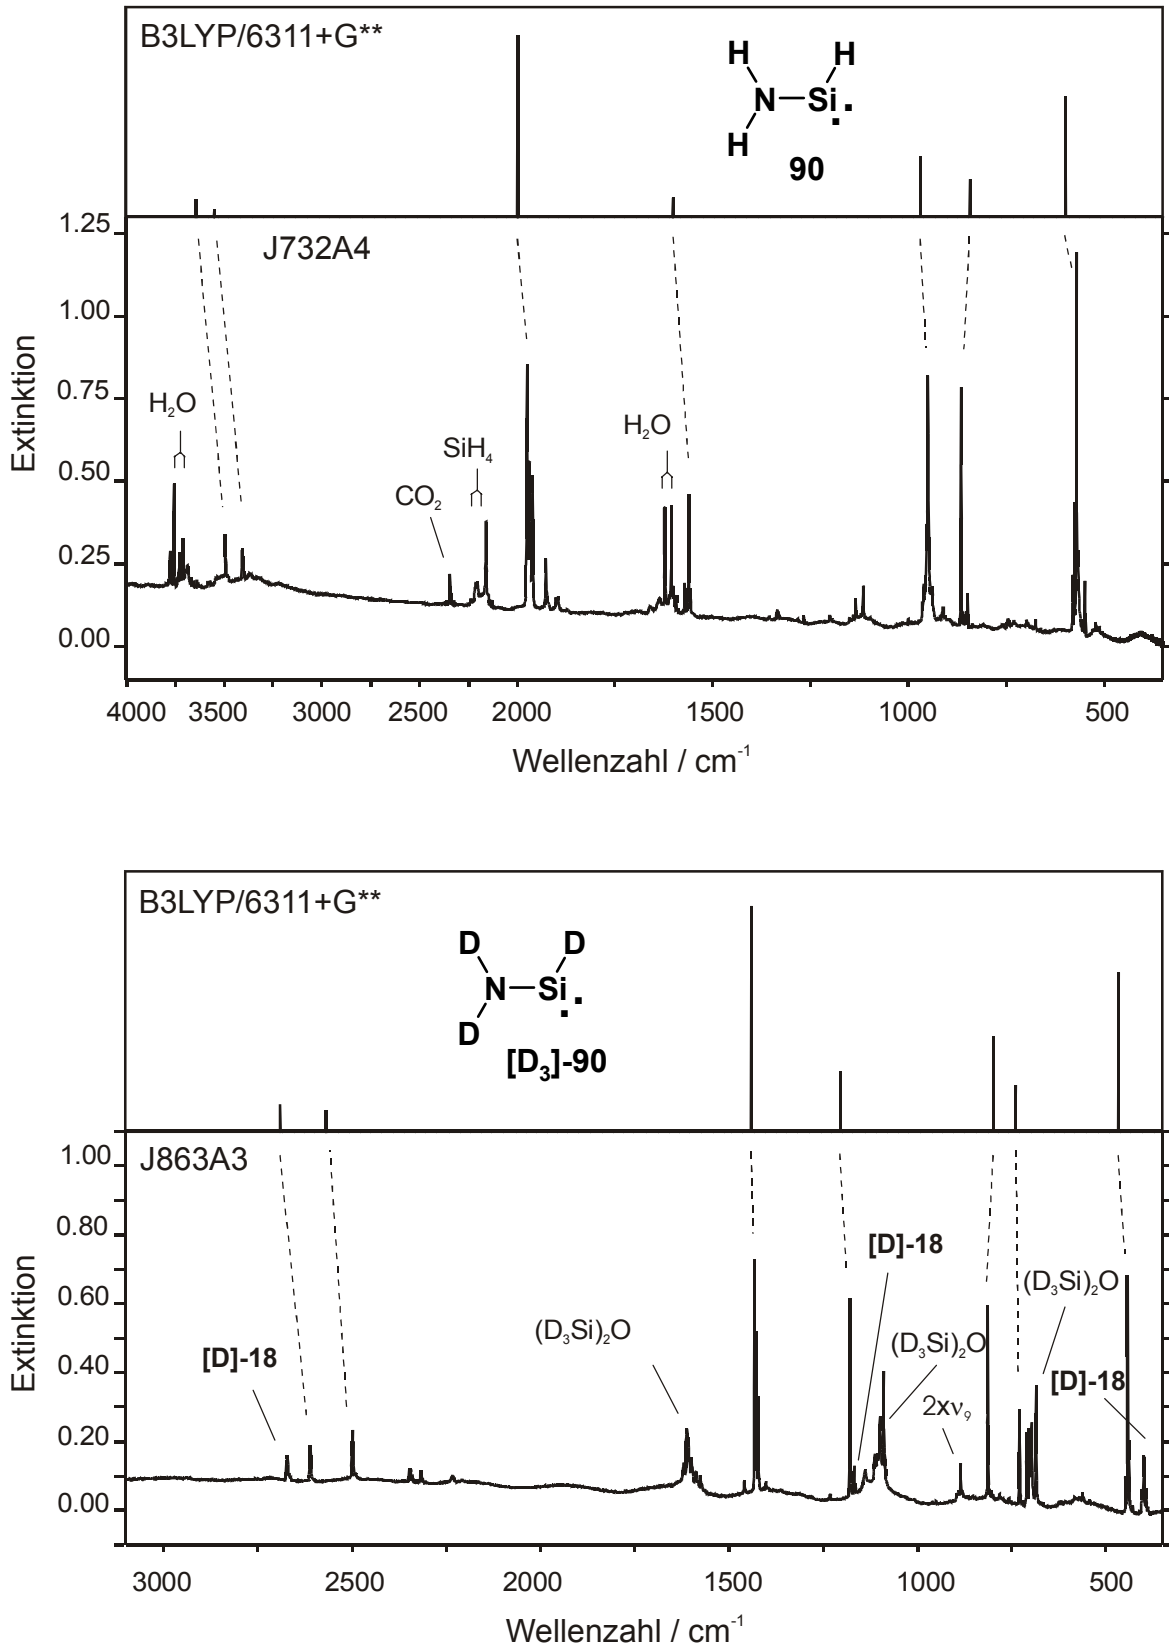 B3LYP/6311+G**
H H
N Si
H
90
J732A4
Extinktion
1.25
1.00
0.75
0.50
0.25
0.00
H₂O
CO₂
SiH₄
H₂O
4000 3500 3000 2500 2000 1500 1000 500
Wellenzahl / cm⁻¹
B3LYP/6311+G**
D D
N Si
D
[D₃]-90
J863A3
Extinktion
1.00
0.80
0.60
0.40
0.20
0.00
[D]-18
(D₃Si)₂O
[D]-18
(D₃Si)₂O
2xν₉
(D₃Si)₂O
[D]-18
3000 2500 2000 1500 1000 500
Wellenzahl / cm⁻¹